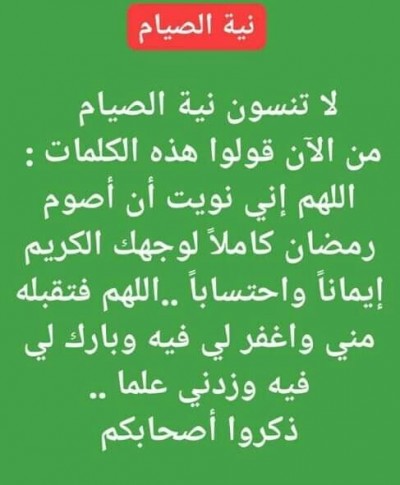 نية الصيام
لا تنسون نية الصيام
من الآن قولوا هذه الكلمات :
اللهم إني نويت أن أصوم
رمضان كاملاً لوجهك الكريم
إيماناً واحتساباً ..اللهم فتقبله
مني واغفر لي فيه وبارك لي
فيه وزدني علما ..
ذكروا أصحابكم